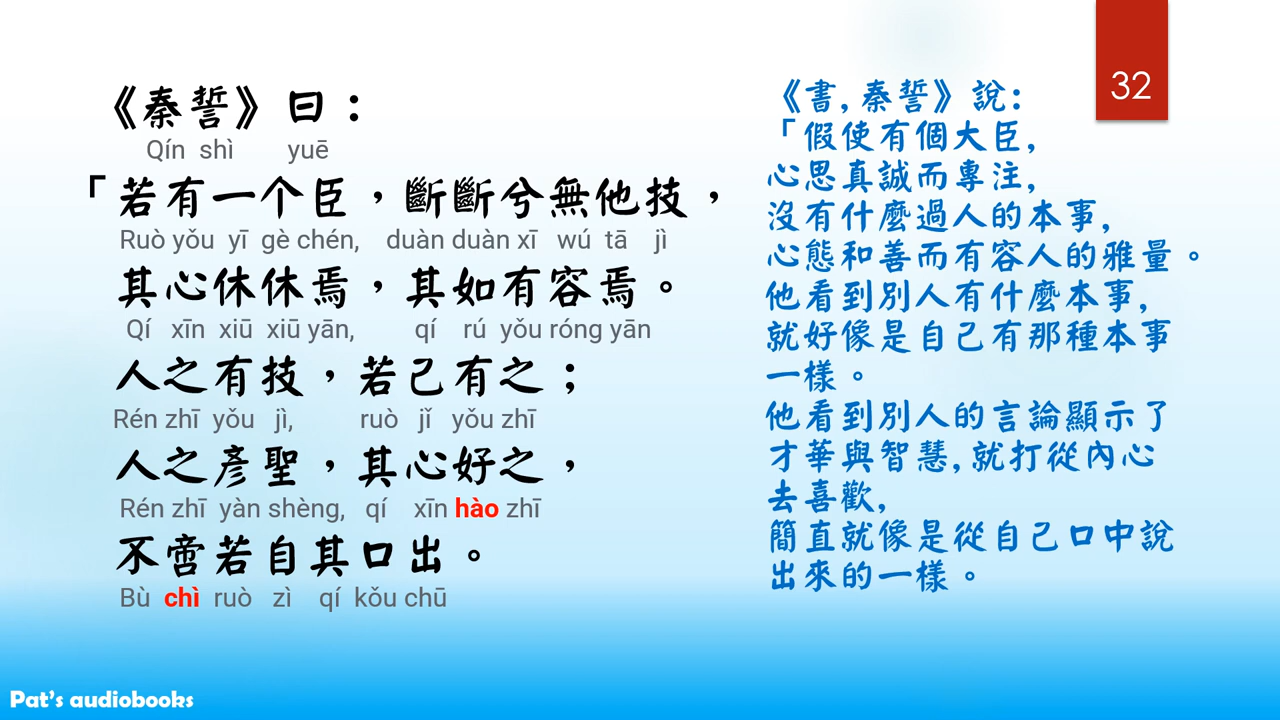 《秦誓》曰：
Qín shì yuē
「若有一个臣，斷斷兮無他技，
Ruò yǒu yī gè chén, duàn duàn xī wú tā jì
其心休休焉，其如有容焉。
Qí xīn xiū xiū yān, qí rú yǒu róng yān
人之有技，若己有之；
Rén zhī yǒu jì, ruò jǐ yǒu zhī
人之彥聖，其心好之，
Rén zhī yàn shèng, qí xīn hào zhī
不啻若自其口出。
Bù chì ruò zì qí kǒu chū
《書,秦誓》說:
「假使有個大臣,
心思真誠而專注,
沒有什麼過人的本事,
心態和善而有容人的雅量。
他看到別人有什麼本事,
就好像是自己有那種本事
一樣。
他看到別人的言論顯示了
才華與智慧,就打從內心
去喜歡,
簡直就像是從自己口中說
出來的一樣。
32
Pat's audiobooks